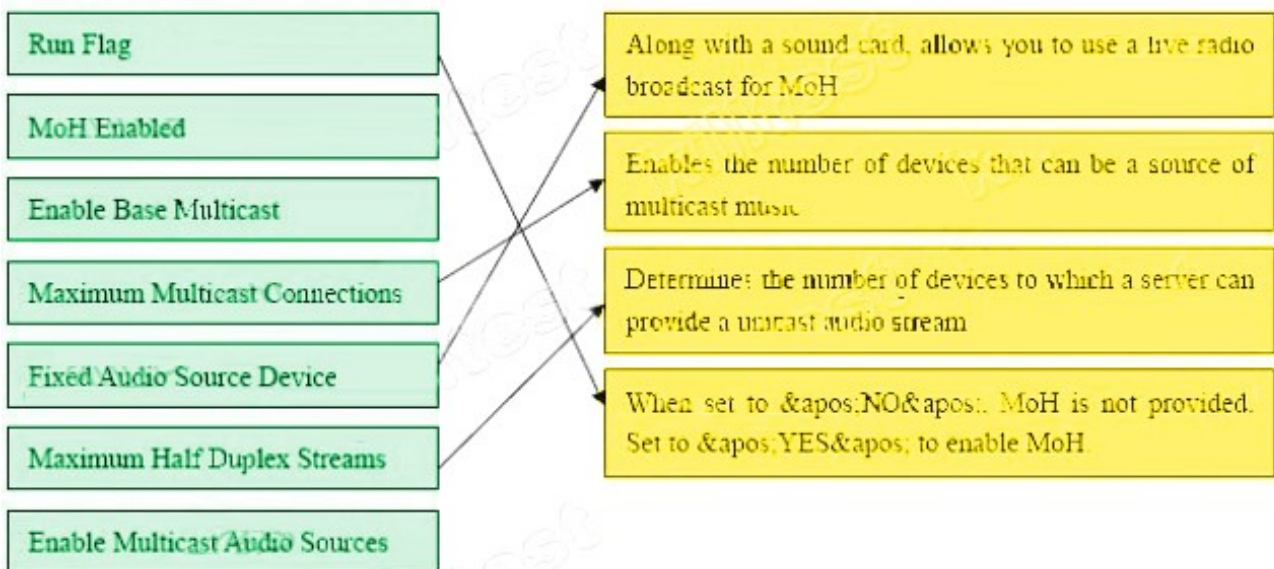 Run Flag
MoH Enabled
Enable Base Multicast
Maximum Multicast Connections
Fixed Audio Source Device
Maximum Half Duplex Streams
Enable Multicast Audio Sources
Along with a sound card, allows you to use a live radio
broadcast for MoH
Enables the number of devices that can be a source of
multicast music
Determines the number of devices to which a server can
provide a unicast audio stream
When set to &apos;NO&apos;. MoH is not provided.
Set to &apos;YES&apos; to enable MoH.